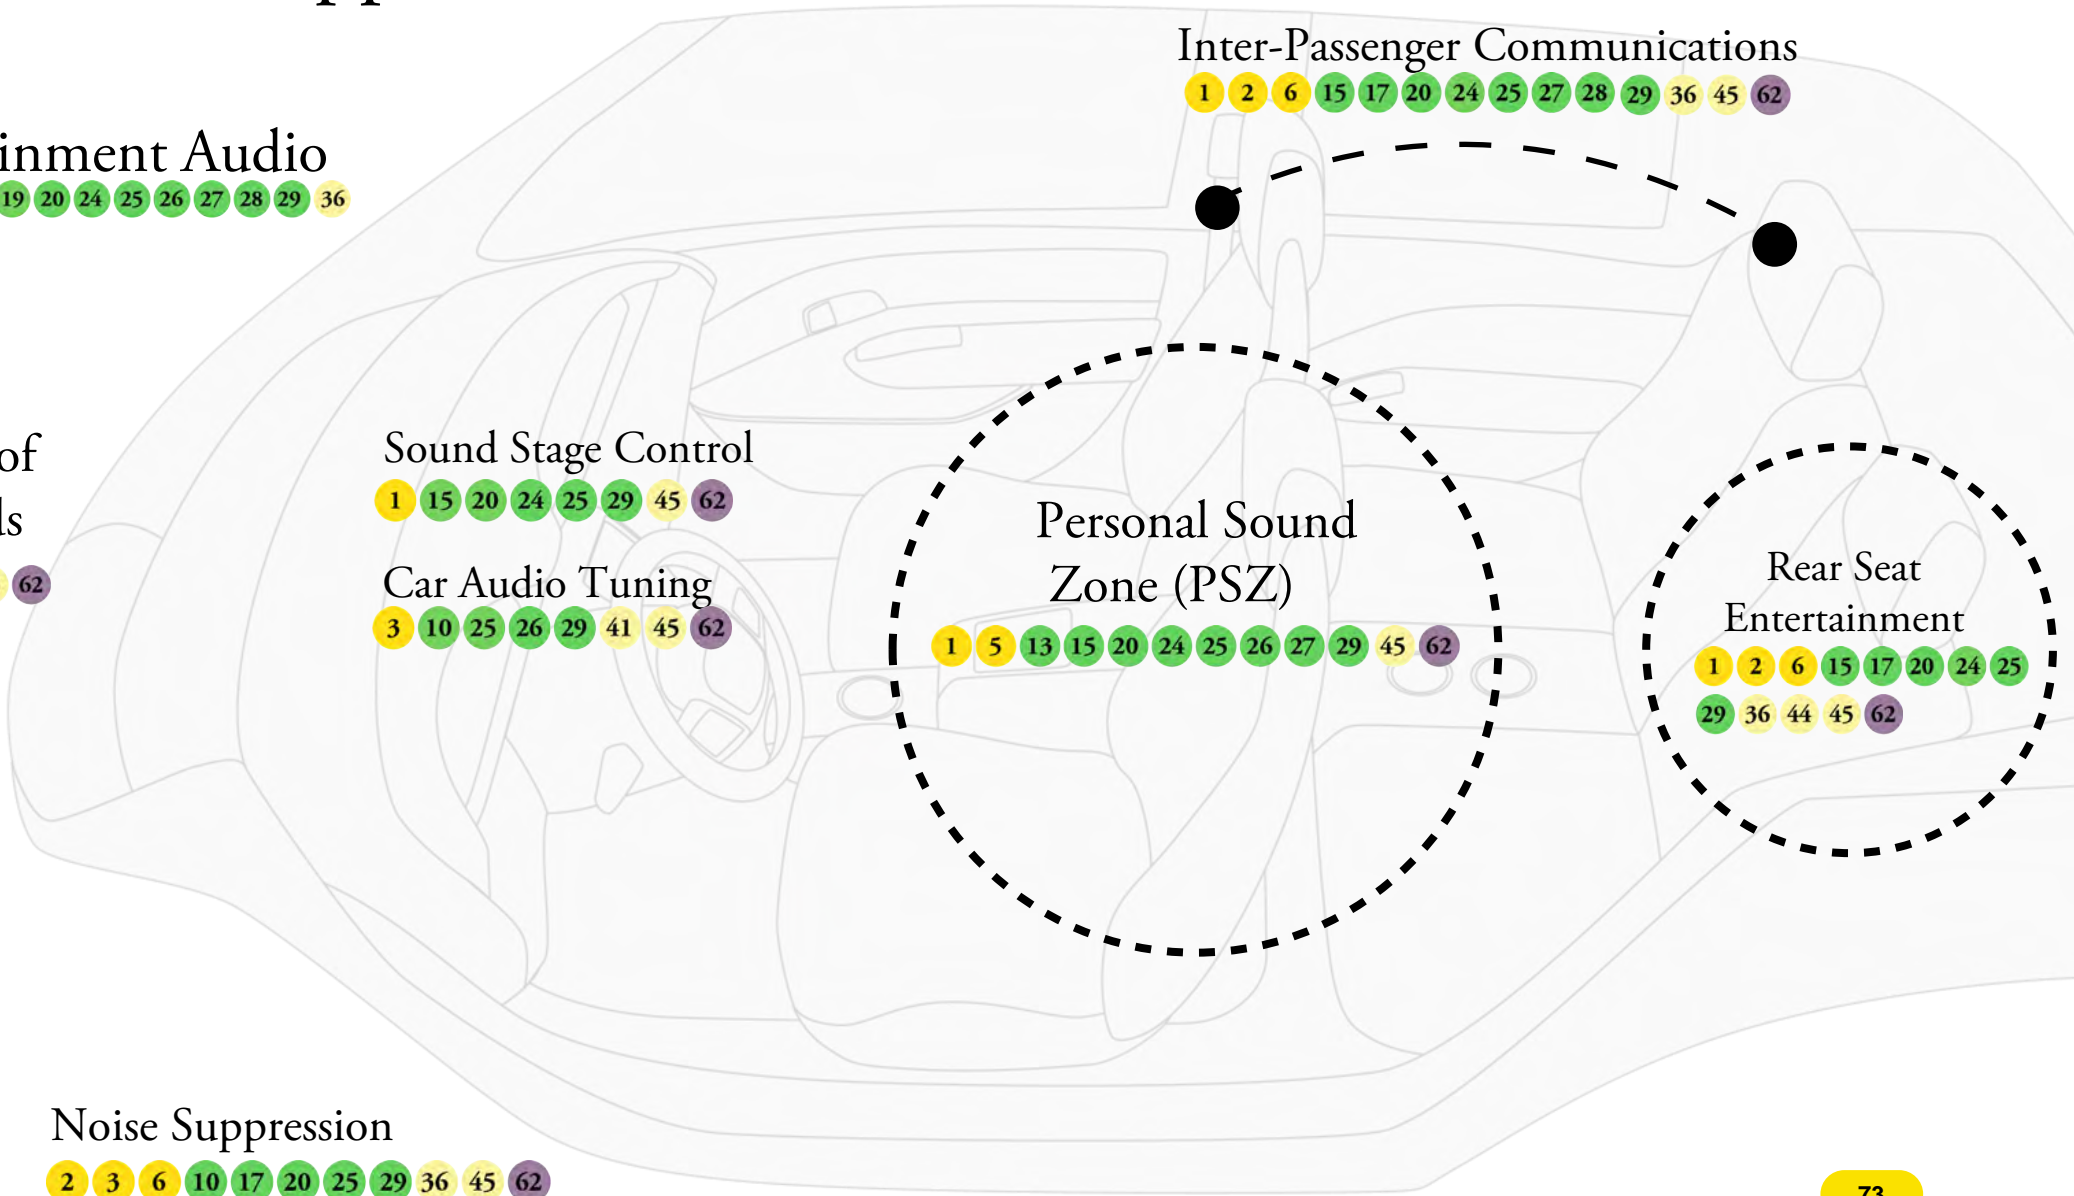 Inter-Passenger Communications
1 2 6 15 17 20 24 25 27 28 29 36 45 62
inment Audio
19 20 24 25 26 27 28 29 36
of
ls
62
Sound Stage Control
1 15 20 24 25 29 45 62
Car Audio Tuning
3 10 25 26 29 41 45 62
Personal Sound
Zone (PSZ)
1 5 13 15 20 24 25 26 27 29 45 62
Rear Seat
Entertainment
1 2 6 15 17 20 24 25
29 36 44 45 62
Noise Suppression
2 3 6 10 17 20 25 29 36 45 62
73